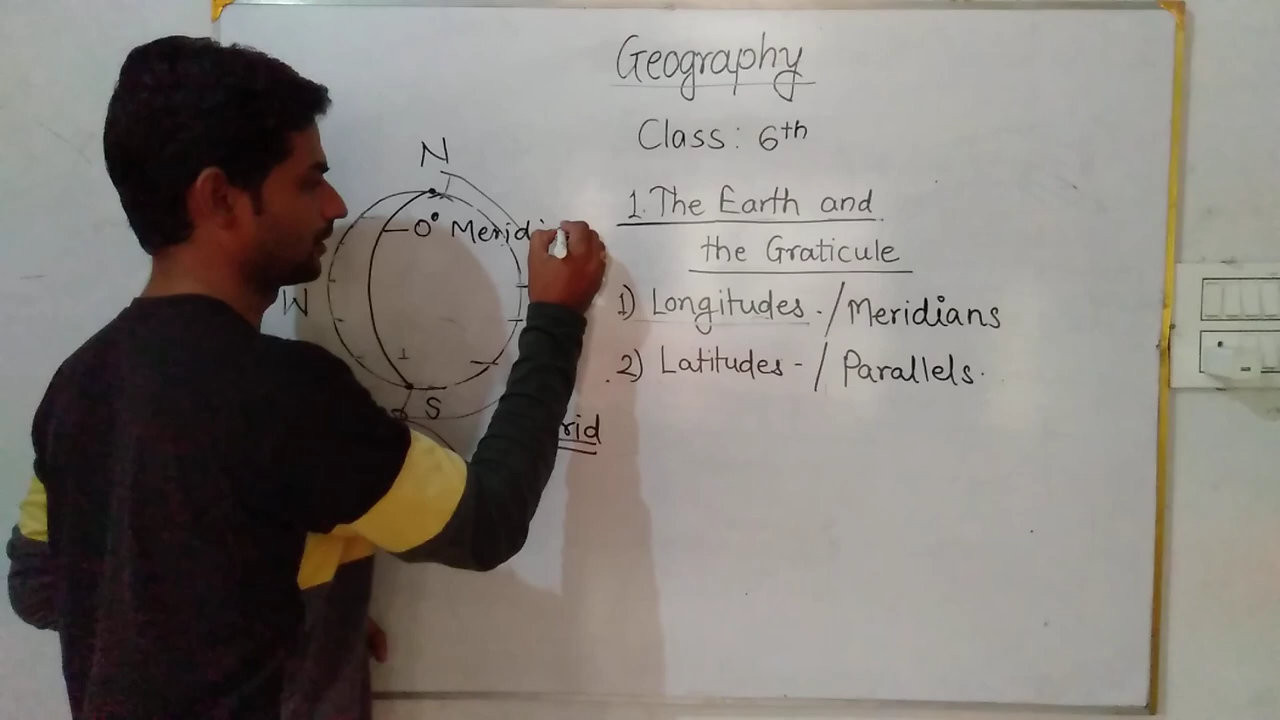 Geography
Class: 6th
1. The Earth and
the Graticule
1) Longitudes. / Meridians
2) Latitudes - / Parallels.
N
0° Meridi
W
S
rid